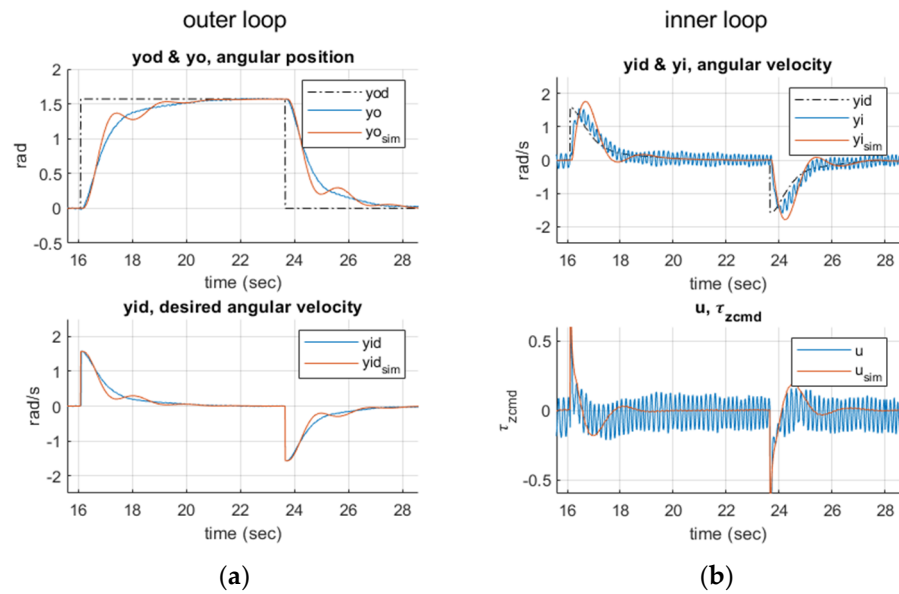 outer loop
yod & yo, angular position
2
1.5
1
0.5
0
-0.5
rad
yod
yo
yo_sim
16 18 20 22 24 26 28
time (sec)
yid, desired angular velocity
2
1
0
-1
-2
rad/s
yid
yid_sim
16 18 20 22 24 26 28
time (sec)
(a)
inner loop
yid & yi, angular velocity
2
1
0
-1
-2
rad/s
yid
yi
yi_sim
16 18 20 22 24 26 28
time (sec)
u, τ_zcmd
0.5
0
-0.5
τ_zcmd
u
u_sim
16 18 20 22 24 26 28
time (sec)
(b)